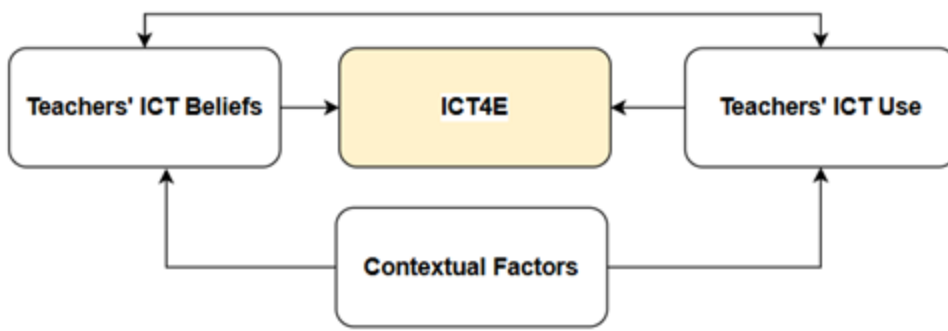 Teachers' ICT Beliefs
ICT4E
Teachers' ICT Use
Contextual Factors